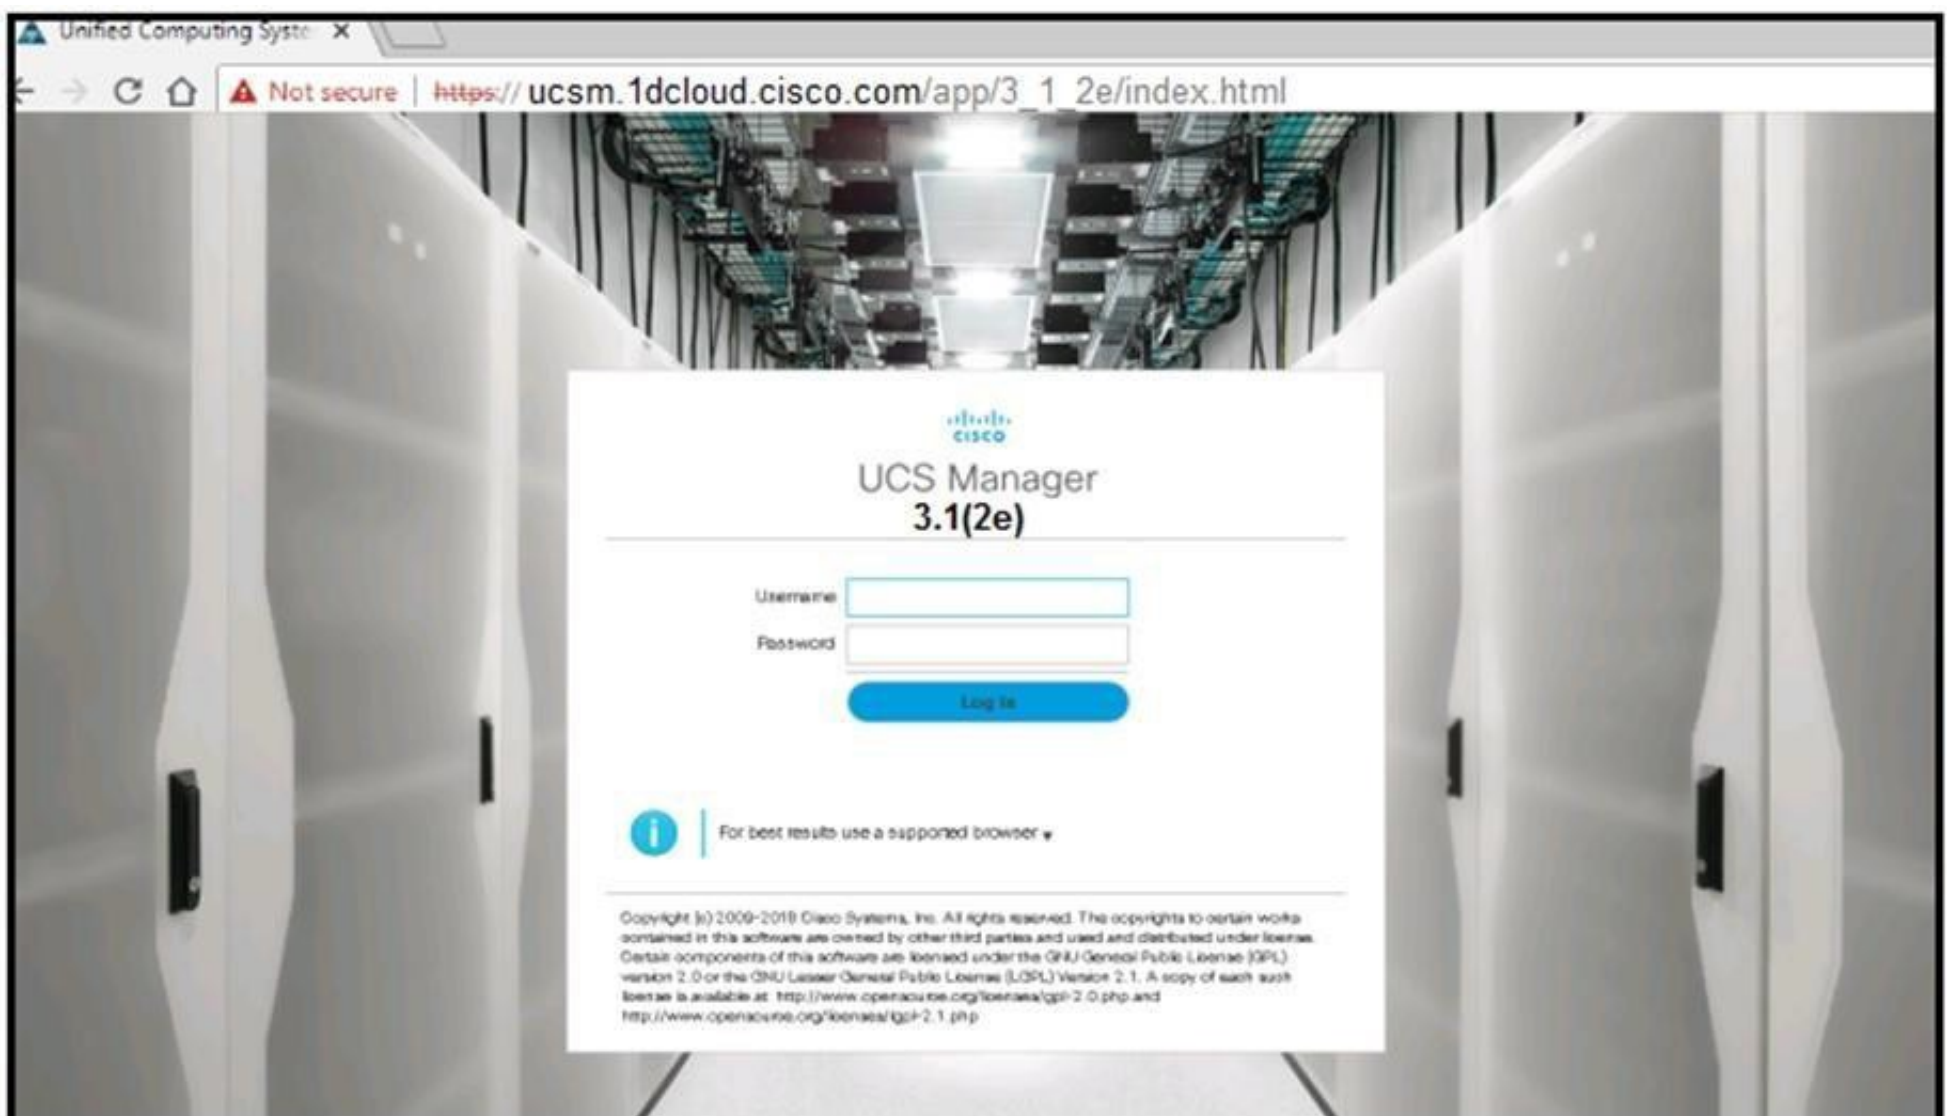 Unified Computing Syste
Not secure https:// ucsm.1dcloud.cisco.com/app/3_1_2e/index.html
CISCO
UCS Manager
3.1(2e)
Username
Password
Log In
For best results use a supported browser
Copyright (c) 2009-2018 Cisco Systems, Inc. All rights reserved. The copyrights to certain works
contained in this software are owned by other third parties and used and distributed under license.
Certain components of this software are licensed under the GNU General Public License (GPL)
version 2.0 or the GNU Lesser General Public License (LGPL) Version 2.1. A copy of each such
license is available at http://www.opensource.org/licenses/gpl-2.0.php and
http://www.opensource.org/licenses/lgpl-2.1.php